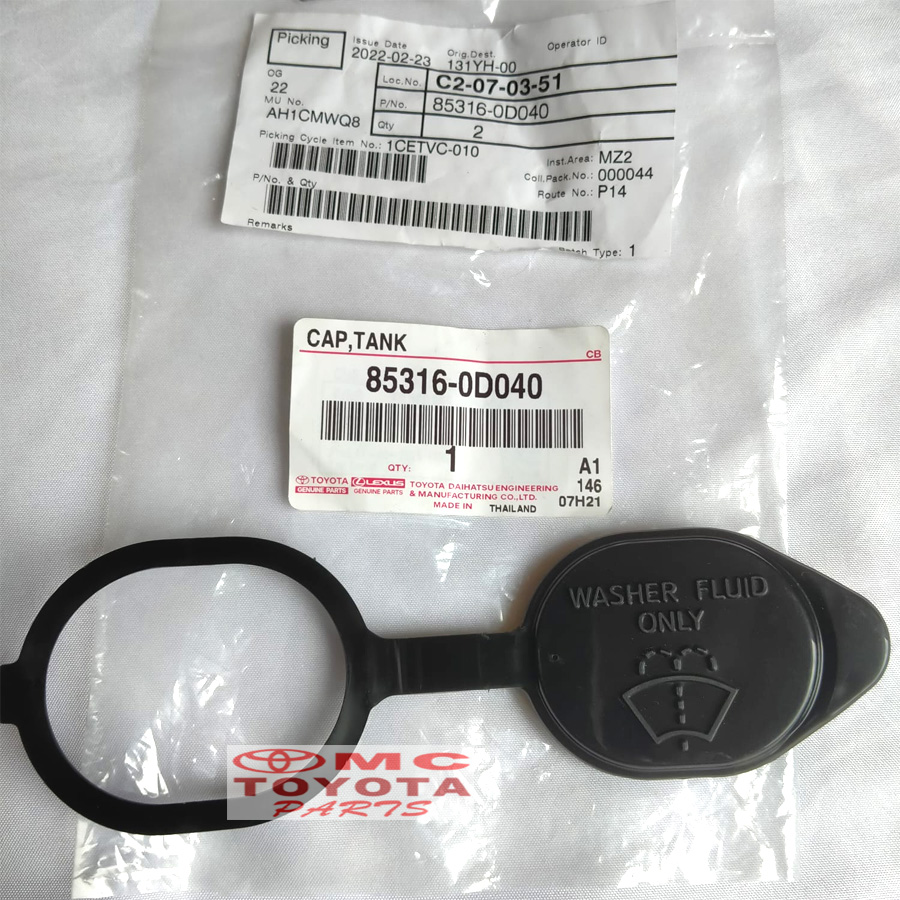 Picking
Issue Date
2022-02-23
Orig.Dest.
131YH-00
Operator ID
OG
22
Loc.No. C2-07-03-51
MU No.
AH1CMWQ8
P/No. 85316-0D040
Qty 2
Picking Cycle Item No.: 1CETVC-010
Inst.Area: MZ2
Coll.Pack.No.: 000044
Route No.: P14
P/No. & Qty
Remarks
Batch Type: 1
CAP,TANK
CB
85316-0D040
QTY: 1
A1
146
07H21
TOYOTA
GENUINE PARTS
LEXUS
GENUINE PARTS
TOYOTA DAIHATSU ENGINEERING
& MANUFACTURING CO.,LTD.
MADE IN THAILAND
WASHER FLUID
ONLY
MC
TOYOTA
PARTS